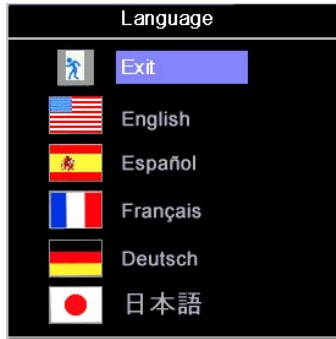 Language
Exit
English
Español
Français
Deutsch
日本語